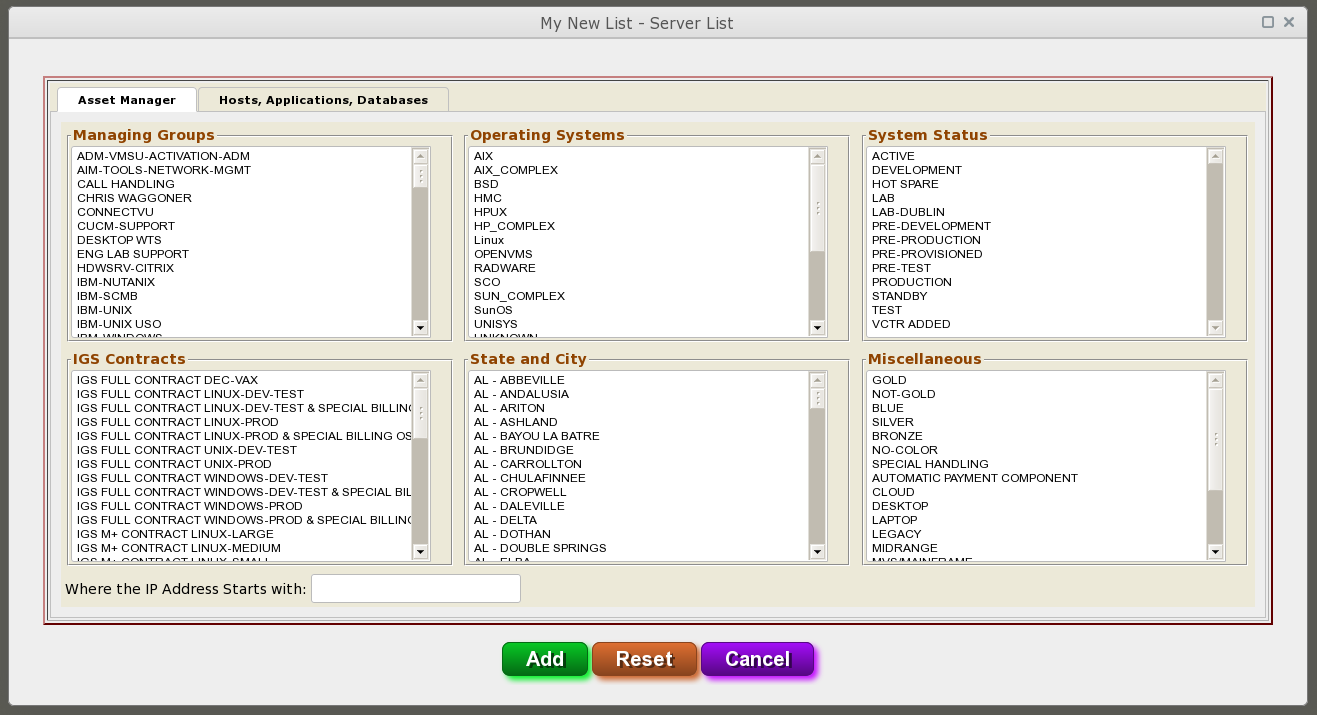 My New List - Server List
Asset Manager
Hosts, Applications, Databases
Managing Groups
ADM-VMSU-ACTIVATION-ADM
AIM-TOOLS-NETWORK-MGMT
CALL HANDLING
CHRIS WAGGONER
CONNECTVU
CUCM-SUPPORT
DESKTOP WTS
ENG LAB SUPPORT
HDWSRV-CITRIX
IBM-NUTANIX
IBM-SCMB
IBM-UNIX
IBM-UNIX USO
IBM-WINDOWS
Operating Systems
AIX
AIX_COMPLEX
BSD
HMC
HPUX
HP_COMPLEX
Linux
OPENVMS
RADWARE
SCO
SUN_COMPLEX
SunOS
UNISYS
UNKNOWN
System Status
ACTIVE
DEVELOPMENT
HOT SPARE
LAB
LAB-DUBLIN
PRE-DEVELOPMENT
PRE-PRODUCTION
PRE-PROVISIONED
PRE-TEST
PRODUCTION
STANDBY
TEST
VCTR ADDED
IGS Contracts
IGS FULL CONTRACT DEC-VAX
IGS FULL CONTRACT LINUX-DEV-TEST
IGS FULL CONTRACT LINUX-DEV-TEST & SPECIAL BILLING
IGS FULL CONTRACT LINUX-PROD
IGS FULL CONTRACT LINUX-PROD & SPECIAL BILLING OS
IGS FULL CONTRACT UNIX-DEV-TEST
IGS FULL CONTRACT UNIX-PROD
IGS FULL CONTRACT WINDOWS-DEV-TEST
IGS FULL CONTRACT WINDOWS-DEV-TEST & SPECIAL BIL
IGS FULL CONTRACT WINDOWS-PROD
IGS FULL CONTRACT WINDOWS-PROD & SPECIAL BILLING
IGS M+ CONTRACT LINUX-LARGE
IGS M+ CONTRACT LINUX-MEDIUM
IGS M+ CONTRACT LINUX-SMALL
State and City
AL - ABBEVILLE
AL - ANDALUSIA
AL - ARITON
AL - ASHLAND
AL - BAYOU LA BATRE
AL - BRUNDIDGE
AL - CARROLLTON
AL - CHULAFINNEE
AL - CROPWELL
AL - DALEVILLE
AL - DELTA
AL - DOTHAN
AL - DOUBLE SPRINGS
AL - ELBA
Miscellaneous
GOLD
NOT-GOLD
BLUE
SILVER
BRONZE
NO-COLOR
SPECIAL HANDLING
AUTOMATIC PAYMENT COMPONENT
CLOUD
DESKTOP
LAPTOP
LEGACY
MIDRANGE
MVS/MAINFRAME
Where the IP Address Starts with:
Add
Reset
Cancel